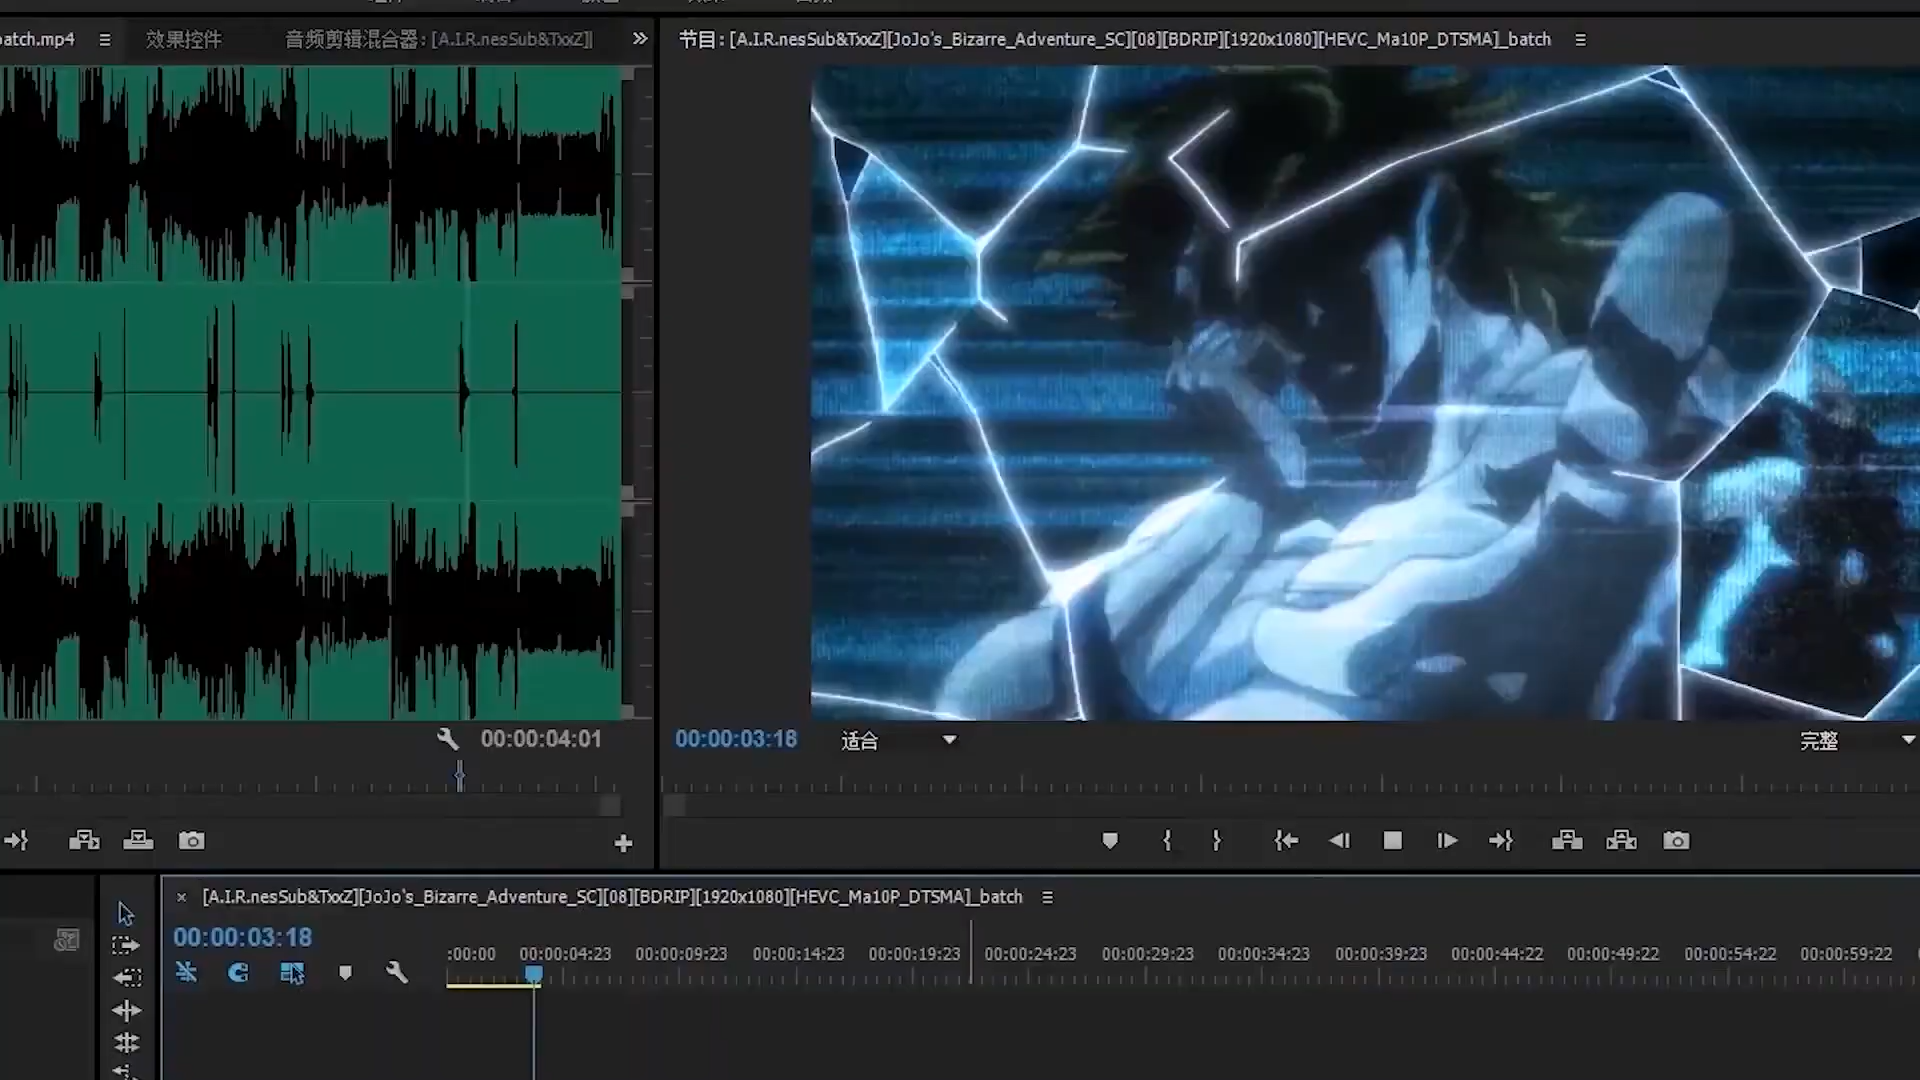 atch.mp4
效果控件
音频剪辑混合器: [A.I.R.nesSub&TxxZ][
节目: [A.I.R.nesSub&TxxZ][JoJo's_Bizarre_Adventure_SC][08][BDRIP][1920x1080][HEVC_Ma10P_DTSMA]_batch
00:00:04:01
00:00:03:18
适合
完整
[A.I.R.nesSub&TxxZ][JoJo's_Bizarre_Adventure_SC][08][BDRIP][1920x1080][HEVC_Ma10P_DTSMA]_batch
00:00:03:18
:00:00 00:00:04:23 00:00:09:23 00:00:14:23 00:00:19:23 00:00:24:23 00:00:29:23 00:00:34:23 00:00:39:23 00:00:44:22 00:00:49:22 00:00:54:22 00:00:59:22